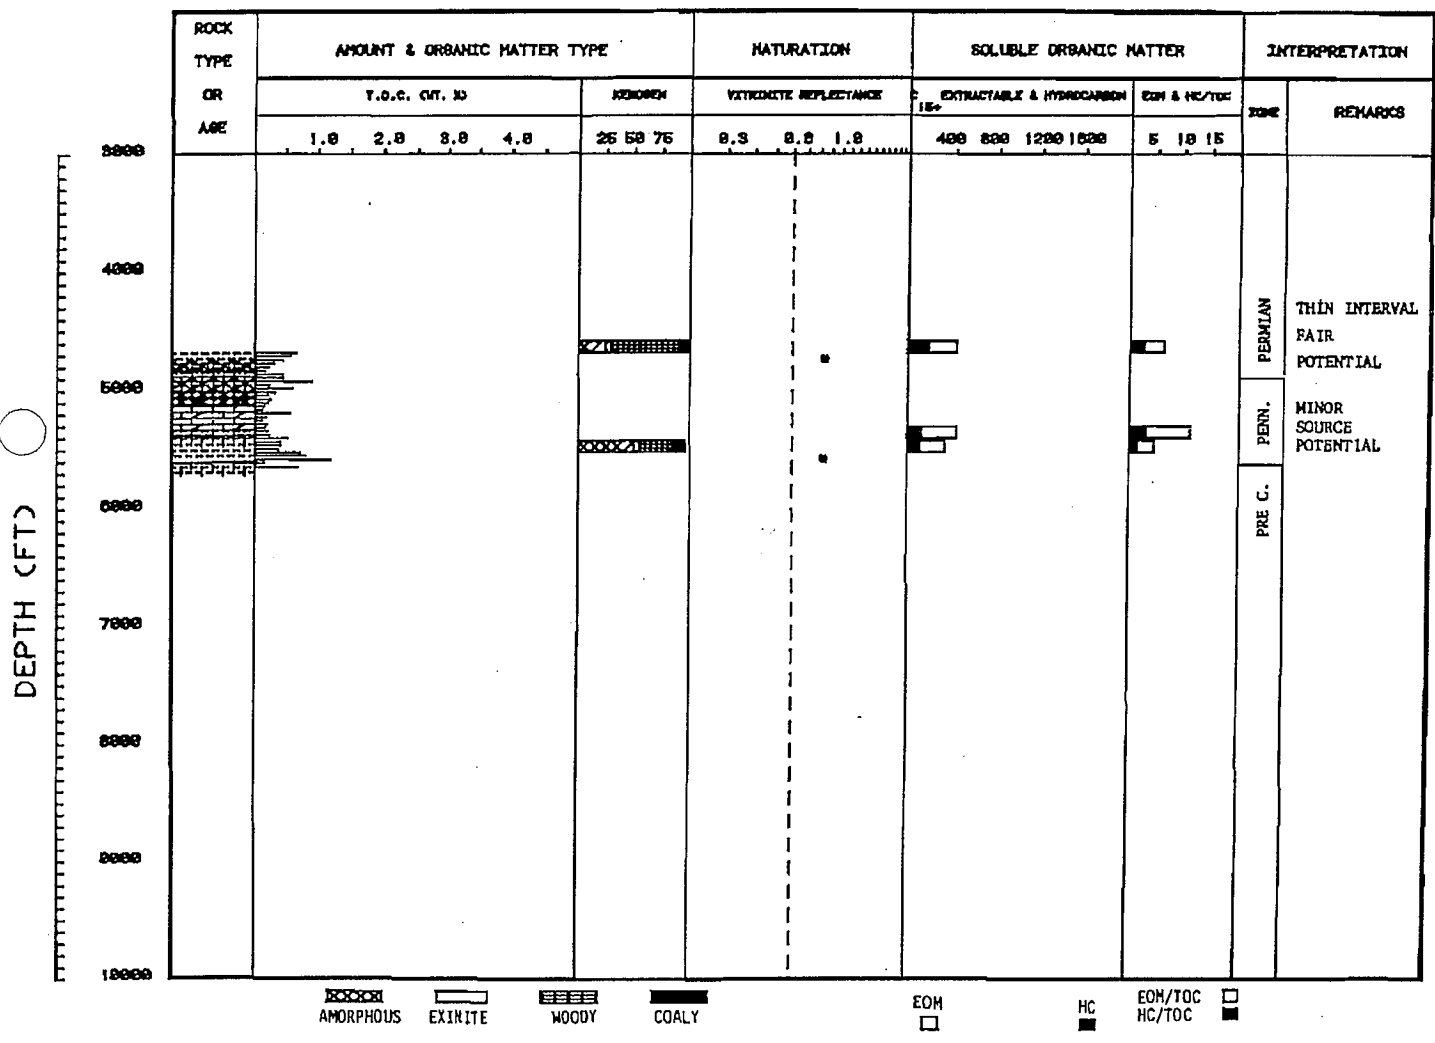 ROCK
TYPE
OR
AGE
AMOUNT & ORGANIC MATTER TYPE
MATURATION
SOLUBLE ORGANIC MATTER
INTERPRETATION
T.O.C. (WT. %)
KEROGEN
VITRINITE REFLECTANCE
C 15+ EXTRACTABLE & HYDROCARBON
EOM & HC/TOC
ZONE
REMARKS
1.0 2.0 3.0 4.0
25 50 75
0.3 0.6 1.0
400 800 1200 1600
5 10 15
DEPTH (FT)
3000
4000
5000
6000
7000
8000
9000
10000
PERMIAN
THIN INTERVAL
FAIR
POTENTIAL
PENN.
MINOR
SOURCE
POTENTIAL
PRE C.
AMORPHOUS
EXINITE
WOODY
COALY
EOM
HC
EOM/TOC
HC/TOC